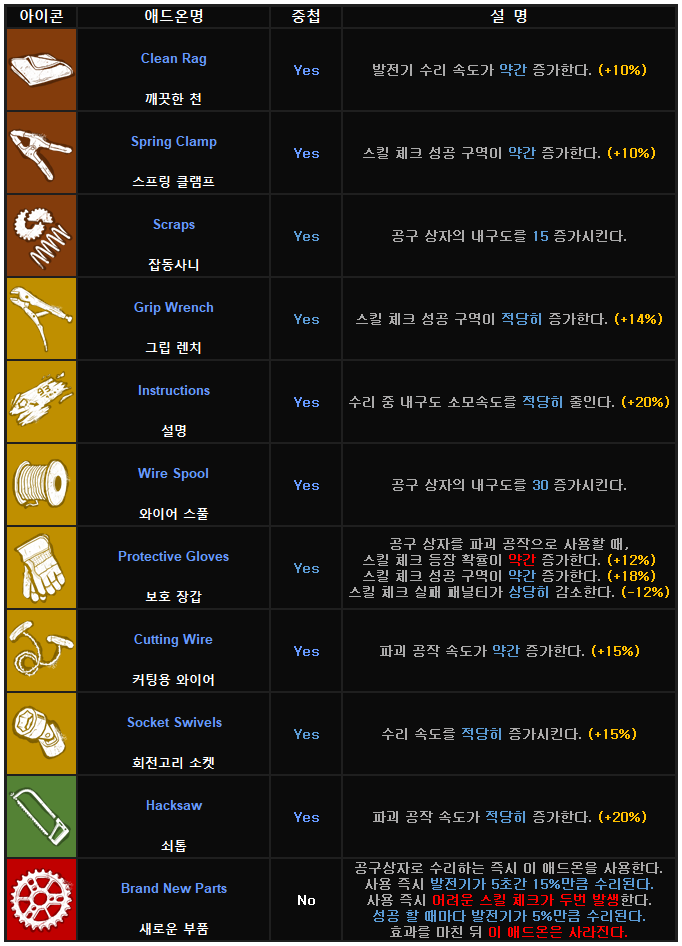 아이콘 애드온명 중첩 설 명
Clean Rag
깨끗한 천
Yes
발전기 수리 속도가 약간 증가한다. (+10%)
Spring Clamp
스프링 클램프
Yes
스킬 체크 성공 구역이 약간 증가한다. (+10%)
Scraps
잡동사니
Yes
공구 상자의 내구도를 15 증가시킨다.
Grip Wrench
그립 렌치
Yes
스킬 체크 성공 구역이 적당히 증가한다. (+14%)
Instructions
설명
Yes
수리 중 내구도 소모속도를 적당히 줄인다. (+20%)
Wire Spool
와이어 스풀
Yes
공구 상자의 내구도를 30 증가시킨다.
Protective Gloves
보호 장갑
Yes
공구 상자를 파괴 공작으로 사용할 때,
스킬 체크 등장 확률이 약간 증가한다. (+12%)
스킬 체크 성공 구역이 약간 증가한다. (+18%)
스킬 체크 실패 패널티가 상당히 감소한다. (-12%)
Cutting Wire
커팅용 와이어
Yes
파괴 공작 속도가 약간 증가한다. (+15%)
Socket Swivels
회전고리 소켓
Yes
수리 속도를 적당히 증가시킨다. (+15%)
Hacksaw
쇠톱
Yes
파괴 공작 속도가 적당히 증가한다. (+20%)
Brand New Parts
새로운 부품
No
공구상자로 수리하는 즉시 이 애드온을 사용한다.
사용 즉시 발전기가 5초간 15%만큼 수리된다.
사용 즉시 어려운 스킬 체크가 두번 발생한다.
성공 할 때마다 발전기가 5%만큼 수리된다.
효과를 마친 뒤 이 애드온은 사라진다.